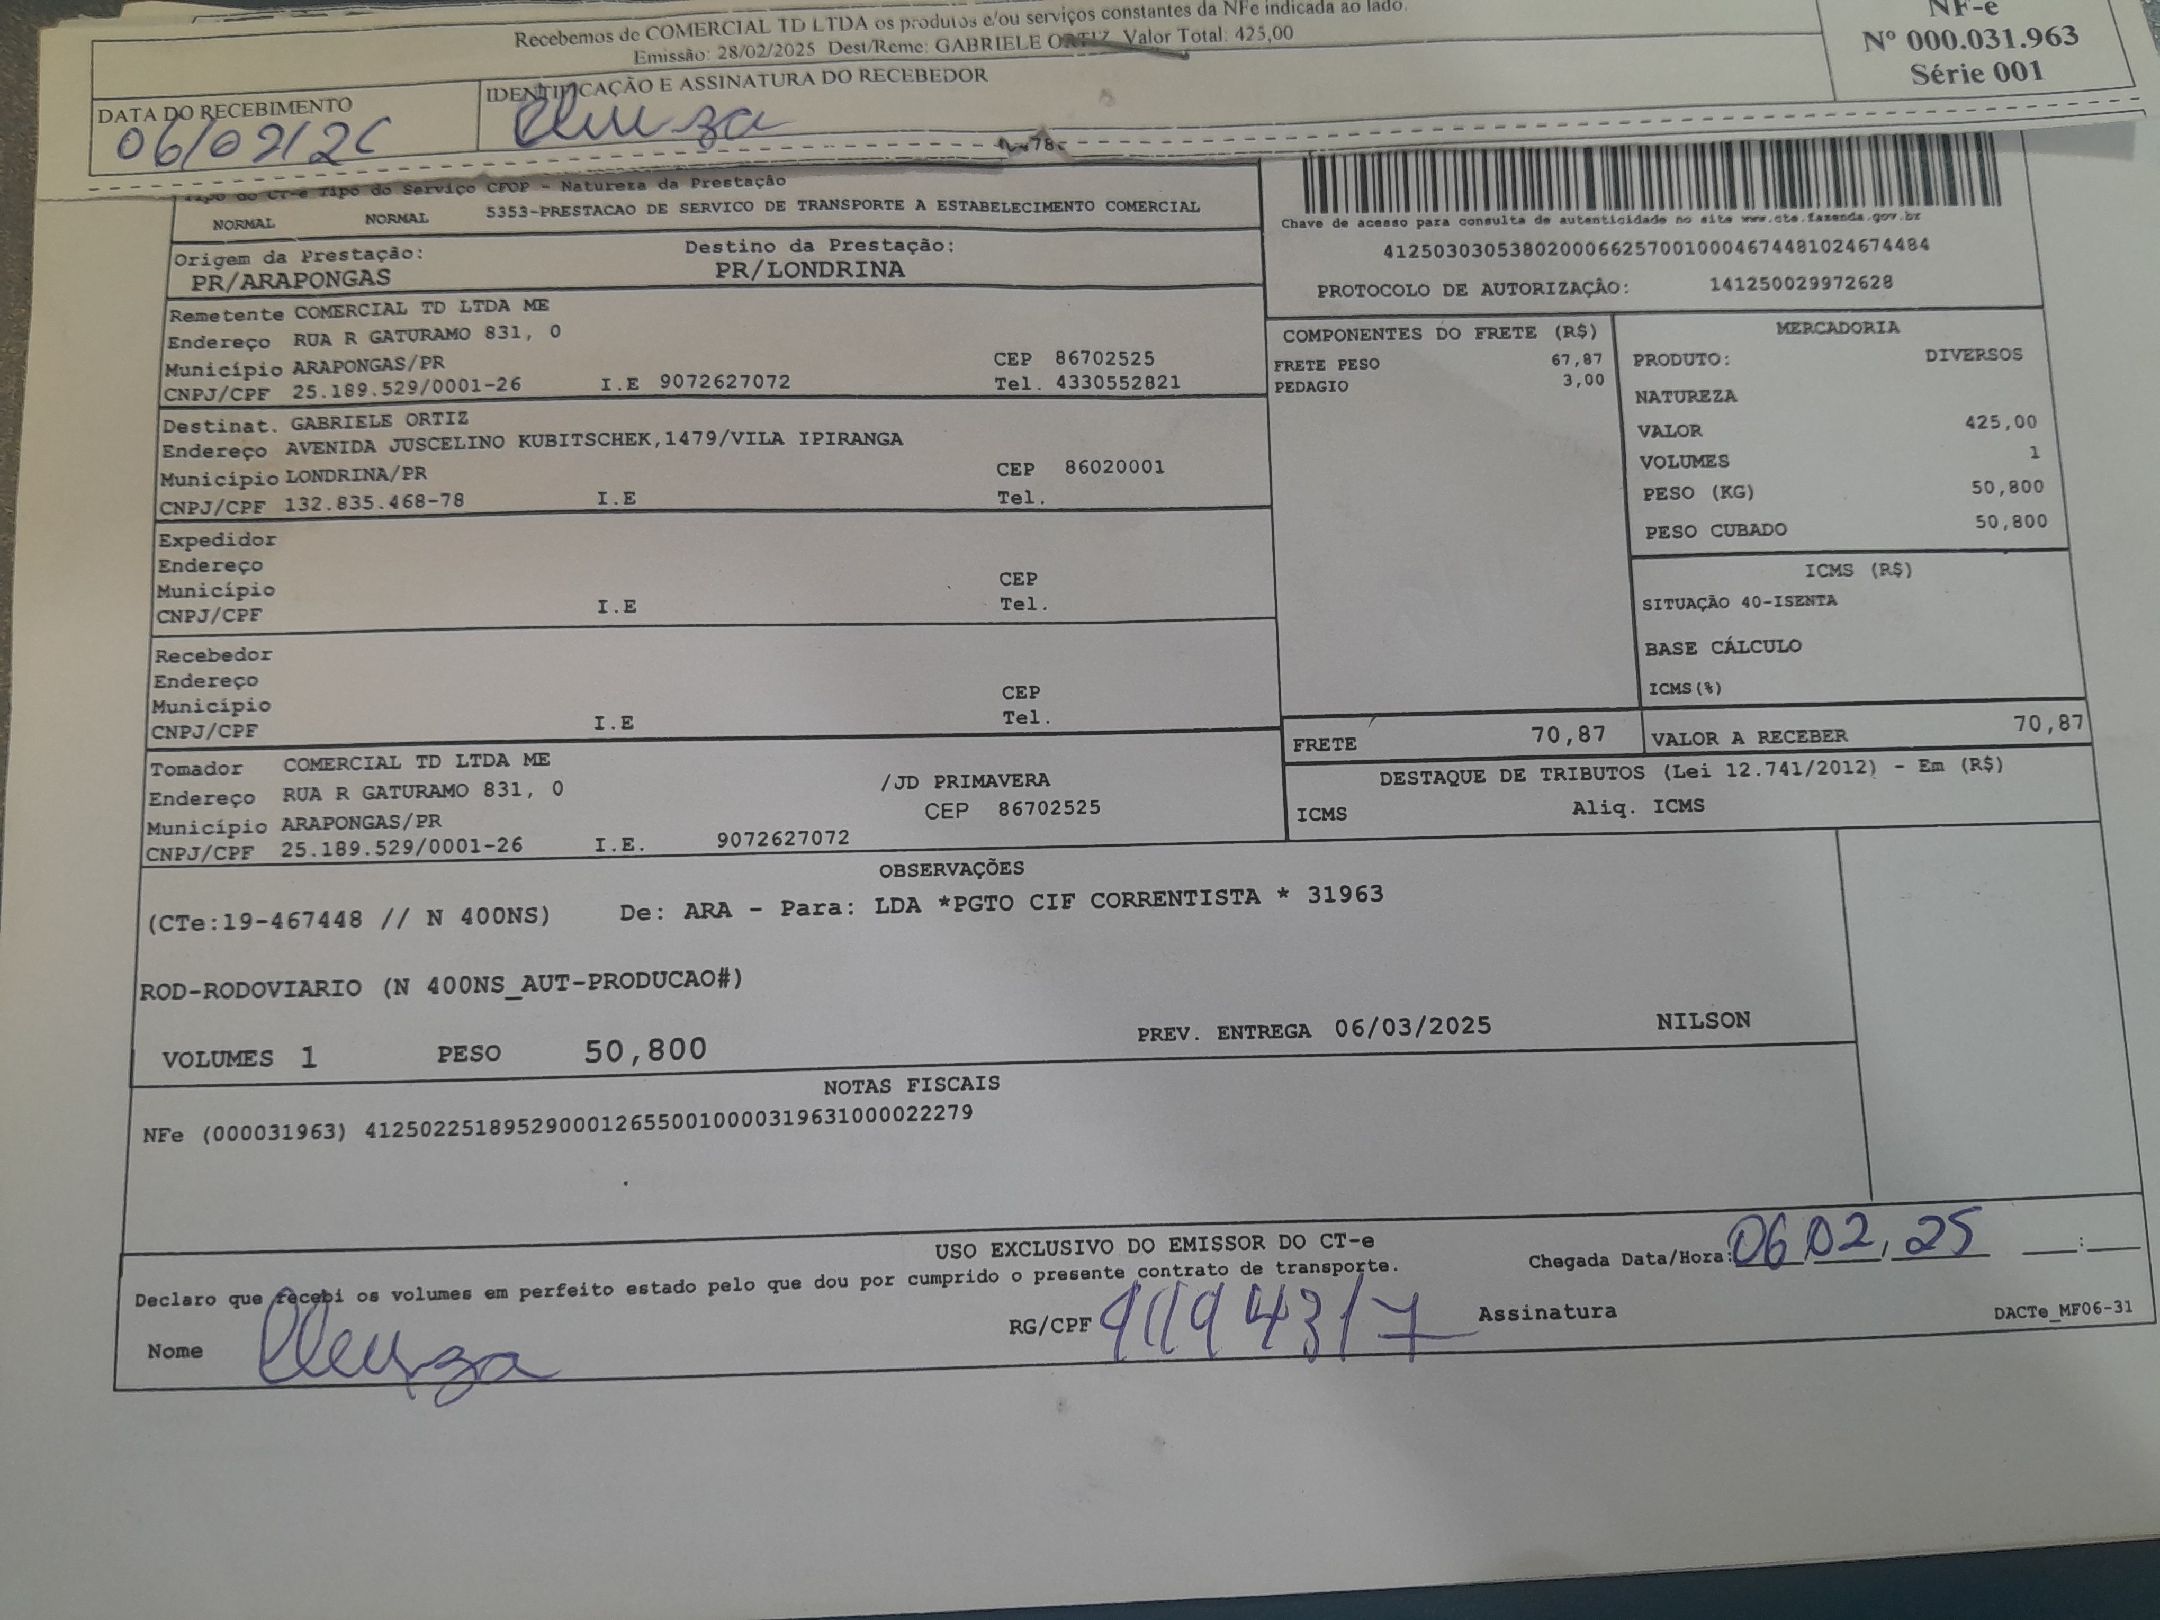 Recebemos de COMERCIAL TD LTDA os produtos e/ou serviços constantes da NFe indicada ao lado.
Emissão: 28/02/2025 Dest/Reme: GABRIELE ORTIZ Valor Total: 425,00
NF-e
Nº 000.031.963
Série 001
DATA DO RECEBIMENTO
06/02/2
IDENTIFICAÇÃO E ASSINATURA DO RECEBEDOR
Cleuza
Tipo do CT-e Tipo do Serviço CFOP - Natureza da Prestação
NORMAL NORMAL 5353-PRESTACAO DE SERVICO DE TRANSPORTE A ESTABELECIMENTO COMERCIAL
Chave de acesso para consulta de autenticidade no site www.cte.fazenda.gov.br
41250303053802000662570010004674481024674484
PROTOCOLO DE AUTORIZAÇÃO: 141250029972628
Origem da Prestação: Destino da Prestação:
PR/ARAPONGAS PR/LONDRINA
Remetente COMERCIAL TD LTDA ME
Endereço RUA R GATURAMO 831, 0
Município ARAPONGAS/PR CEP 86702525
CNPJ/CPF 25.189.529/0001-26 I.E 9072627072 Tel. 4330552821
Destinat. GABRIELE ORTIZ
Endereço AVENIDA JUSCELINO KUBITSCHEK,1479/VILA IPIRANGA
Município LONDRINA/PR CEP 86020001
CNPJ/CPF 132.835.468-78 I.E Tel.
Expedidor
Endereço
Município CEP
CNPJ/CPF I.E Tel.
Recebedor
Endereço
Município CEP
CNPJ/CPF I.E Tel.
Tomador COMERCIAL TD LTDA ME
Endereço RUA R GATURAMO 831, 0 /JD PRIMAVERA
Município ARAPONGAS/PR CEP 86702525
CNPJ/CPF 25.189.529/0001-26 I.E. 9072627072
COMPONENTES DO FRETE (R$)
FRETE PESO 67,87
PEDAGIO 3,00
MERCADORIA
PRODUTO: DIVERSOS
NATUREZA
VALOR 425,00
VOLUMES 1
PESO (KG) 50,800
PESO CUBADO 50,800
ICMS (R$)
SITUAÇÃO 40-ISENTA
BASE CÁLCULO
ICMS(%)
FRETE 70,87 VALOR A RECEBER 70,87
DESTAQUE DE TRIBUTOS (Lei 12.741/2012) - Em (R$)
ICMS Aliq. ICMS
OBSERVAÇÕES
(CTe:19-467448 // N 400NS) De: ARA - Para: LDA *PGTO CIF CORRENTISTA * 31963
ROD-RODOVIARIO (N 400NS_AUT-PRODUCAO#)
VOLUMES 1 PESO 50,800 PREV. ENTREGA 06/03/2025 NILSON
NOTAS FISCAIS
NFe (000031963) 41250225189529000126550010000319631000022279
USO EXCLUSIVO DO EMISSOR DO CT-e
Declaro que recebi os volumes em perfeito estado pelo que dou por cumprido o presente contrato de transporte.
Chegada Data/Hora: 06 02, 25 :
Nome Cleuza RG/CPF Assinatura
DACTe_MF06-31